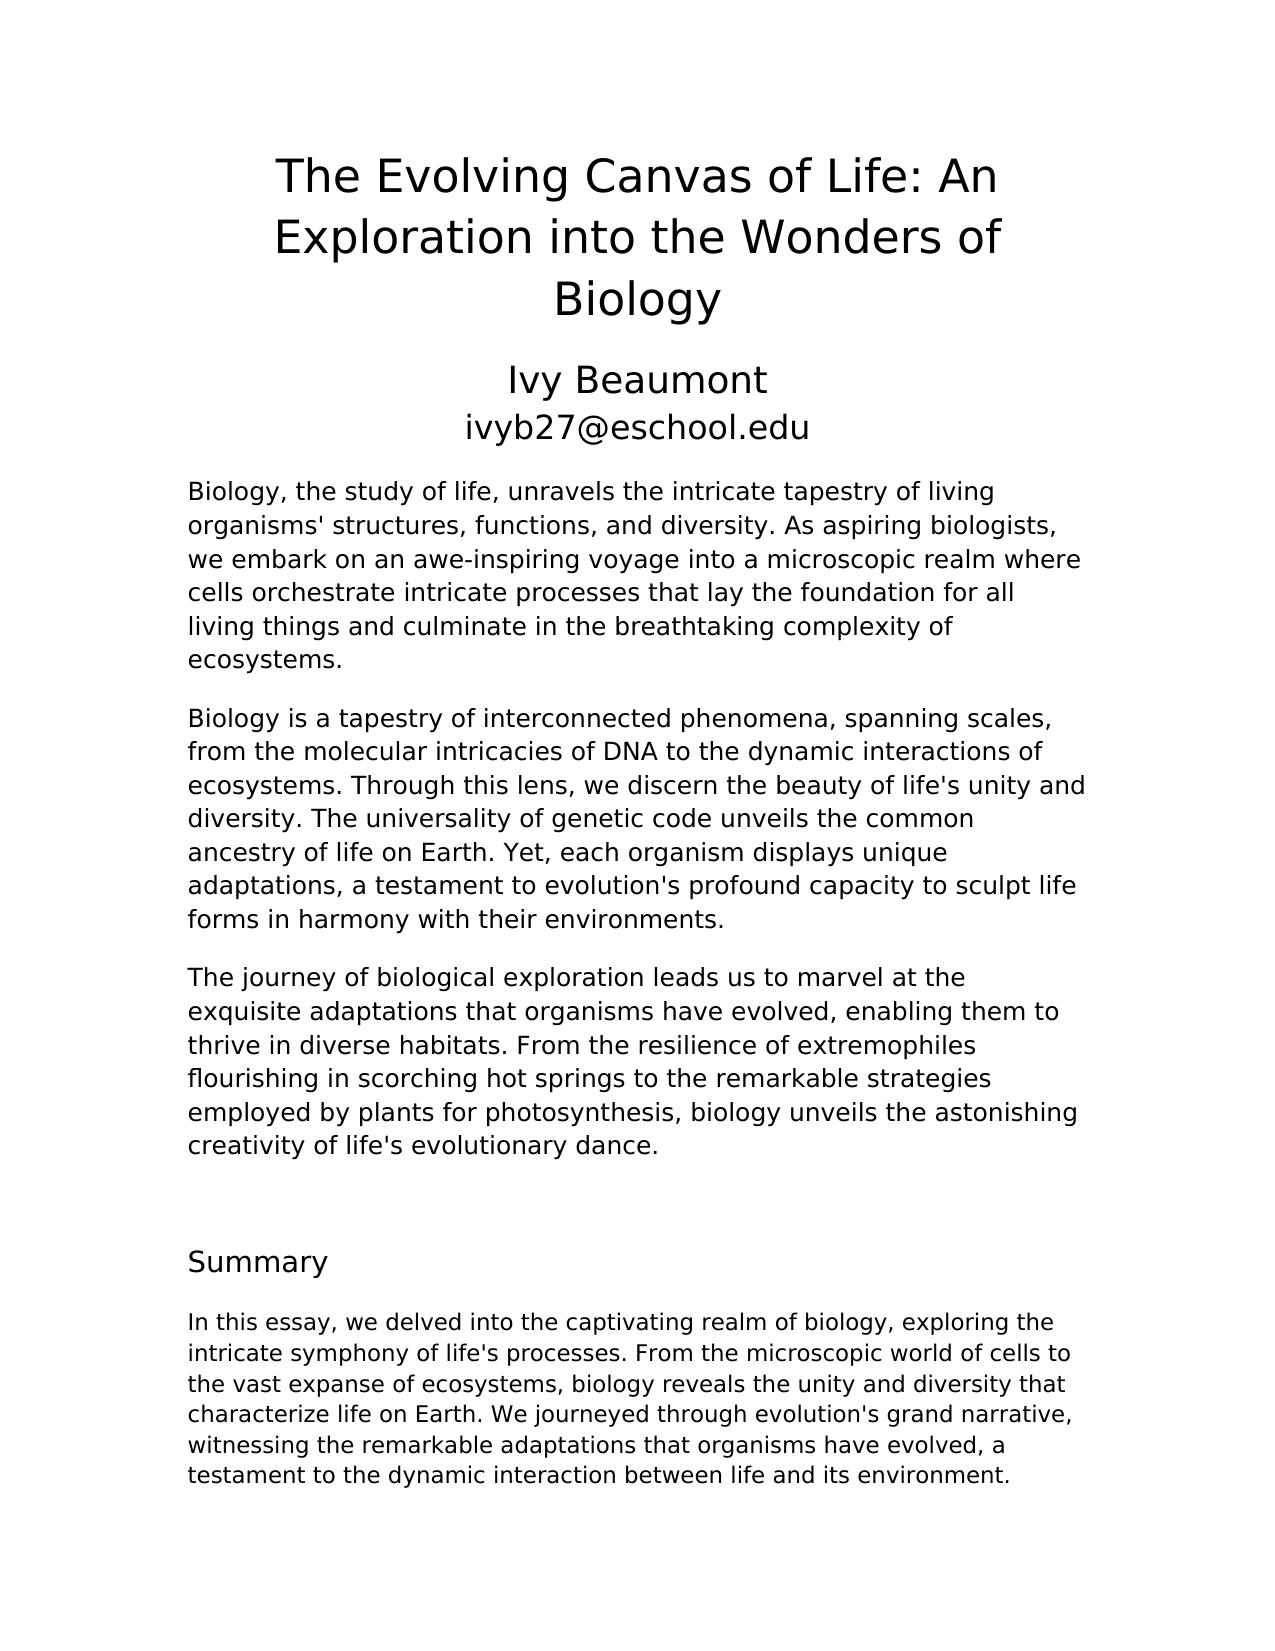 The Evolving Canvas of Life: An
Exploration into the Wonders of
Biology
Ivy Beaumont
ivyb27@eschool.edu
Biology, the study of life, unravels the intricate tapestry of living
organisms' structures, functions, and diversity. As aspiring biologists,
we embark on an awe-inspiring voyage into a microscopic realm where
cells orchestrate intricate processes that lay the foundation for all
living things and culminate in the breathtaking complexity of
ecosystems.
Biology is a tapestry of interconnected phenomena, spanning scales,
from the molecular intricacies of DNA to the dynamic interactions of
ecosystems. Through this lens, we discern the beauty of life's unity and
diversity. The universality of genetic code unveils the common
ancestry of life on Earth. Yet, each organism displays unique
adaptations, a testament to evolution's profound capacity to sculpt life
forms in harmony with their environments.
The journey of biological exploration leads us to marvel at the
exquisite adaptations that organisms have evolved, enabling them to
thrive in diverse habitats. From the resilience of extremophiles
flourishing in scorching hot springs to the remarkable strategies
employed by plants for photosynthesis, biology unveils the astonishing
creativity of life's evolutionary dance.
Summary
In this essay, we delved into the captivating realm of biology, exploring the
intricate symphony of life's processes. From the microscopic world of cells to
the vast expanse of ecosystems, biology reveals the unity and diversity that
characterize life on Earth. We journeyed through evolution's grand narrative,
witnessing the remarkable adaptations that organisms have evolved, a
testament to the dynamic interaction between life and its environment.